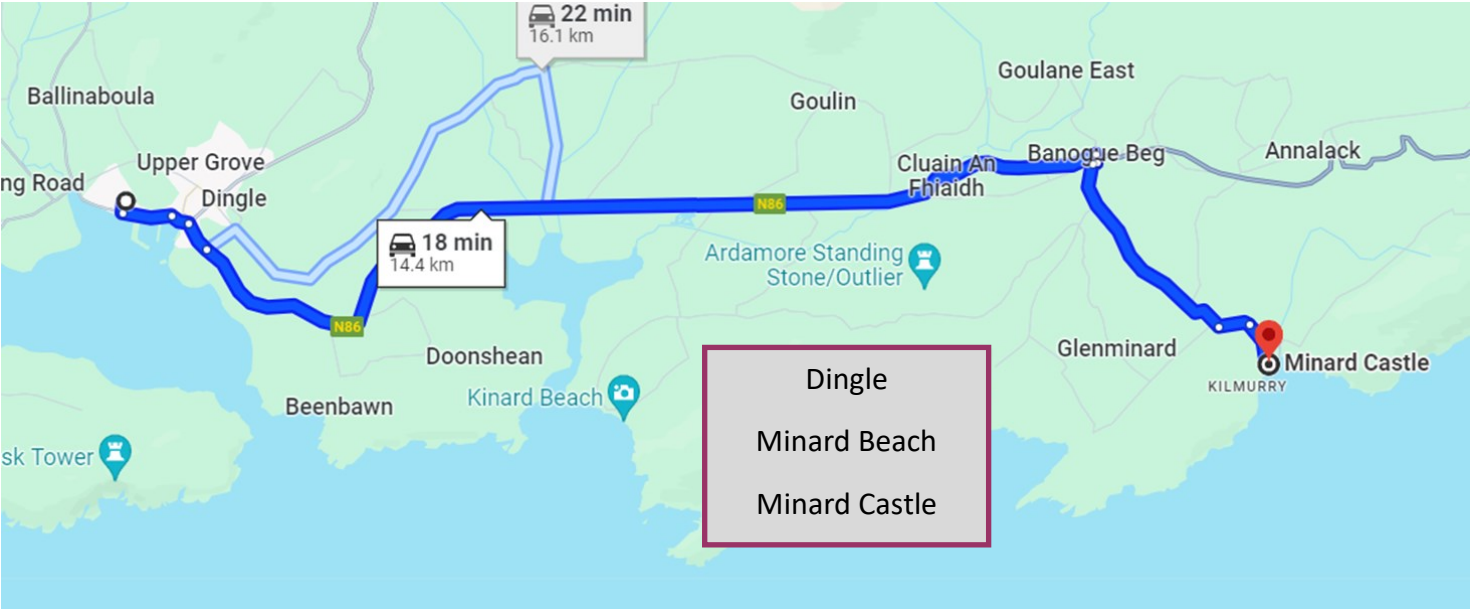 22 min
16.1 km
Goulane East
Ballinaboula
Goulin
Upper Grove
Cluain An
Fhiaidh
Banogue Beg
Annalack
ng Road
Dingle
N86
18 min
14.4 km
Ardamore Standing
Stone/Outlier
N86
Doonshean
Glenminard
Minard Castle
KILMURRY
Kinard Beach
Beenbawn
sk Tower
Dingle
Minard Beach
Minard Castle